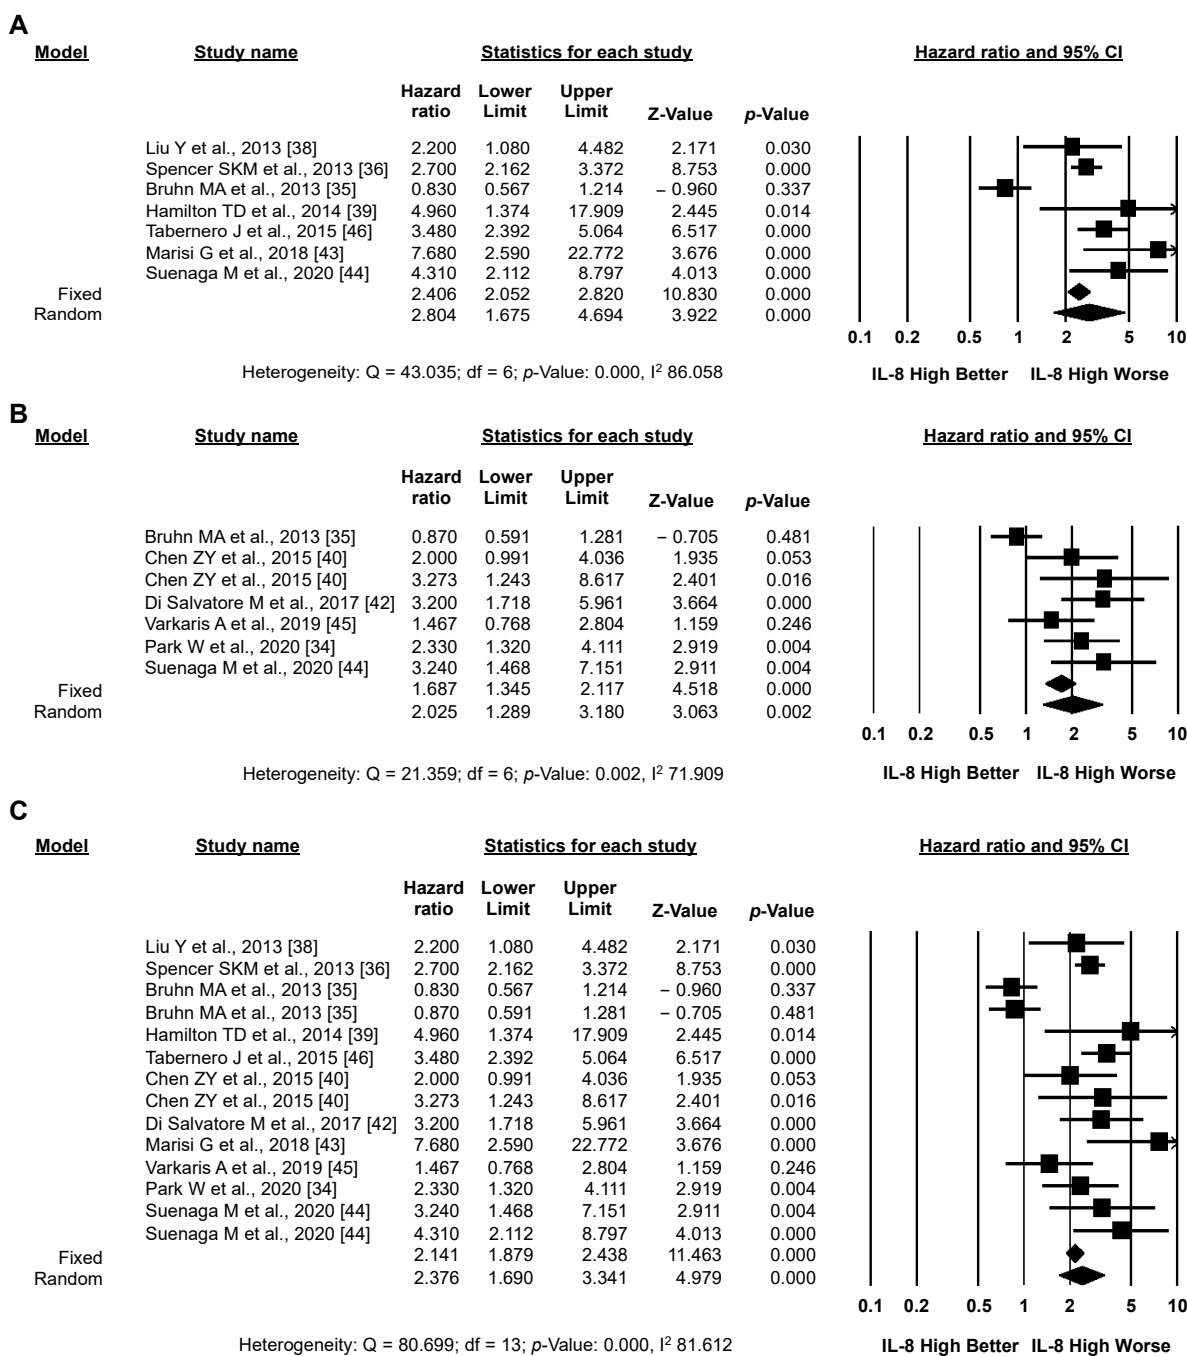 A
Model Study name Statistics for each study Hazard ratio and 95% CI
Hazard ratio Lower Limit Upper Limit Z-Value p-Value
Liu Y et al., 2013 [38] 2.200 1.080 4.482 2.171 0.030
Spencer SKM et al., 2013 [36] 2.700 2.162 3.372 8.753 0.000
Bruhn MA et al., 2013 [35] 0.830 0.567 1.214 − 0.960 0.337
Hamilton TD et al., 2014 [39] 4.960 1.374 17.909 2.445 0.014
Tabernero J et al., 2015 [46] 3.480 2.392 5.064 6.517 0.000
Marisi G et al., 2018 [43] 7.680 2.590 22.772 3.676 0.000
Suenaga M et al., 2020 [44] 4.310 2.112 8.797 4.013 0.000
Fixed 2.406 2.052 2.820 10.830 0.000
Random 2.804 1.675 4.694 3.922 0.000
0.1 0.2 0.5 1 2 5 10
Heterogeneity: Q = 43.035; df = 6; p-Value: 0.000, I² 86.058
IL-8 High Better IL-8 High Worse
B
Model Study name Statistics for each study Hazard ratio and 95% CI
Hazard ratio Lower Limit Upper Limit Z-Value p-Value
Bruhn MA et al., 2013 [35] 0.870 0.591 1.281 − 0.705 0.481
Chen ZY et al., 2015 [40] 2.000 0.991 4.036 1.935 0.053
Chen ZY et al., 2015 [40] 3.273 1.243 8.617 2.401 0.016
Di Salvatore M et al., 2017 [42] 3.200 1.718 5.961 3.664 0.000
Varkaris A et al., 2019 [45] 1.467 0.768 2.804 1.159 0.246
Park W et al., 2020 [34] 2.330 1.320 4.111 2.919 0.004
Suenaga M et al., 2020 [44] 3.240 1.468 7.151 2.911 0.004
Fixed 1.687 1.345 2.117 4.518 0.000
Random 2.025 1.289 3.180 3.063 0.002
0.1 0.2 0.5 1 2 5 10
Heterogeneity: Q = 21.359; df = 6; p-Value: 0.002, I² 71.909
IL-8 High Better IL-8 High Worse
C
Model Study name Statistics for each study Hazard ratio and 95% CI
Hazard ratio Lower Limit Upper Limit Z-Value p-Value
Liu Y et al., 2013 [38] 2.200 1.080 4.482 2.171 0.030
Spencer SKM et al., 2013 [36] 2.700 2.162 3.372 8.753 0.000
Bruhn MA et al., 2013 [35] 0.830 0.567 1.214 − 0.960 0.337
Bruhn MA et al., 2013 [35] 0.870 0.591 1.281 − 0.705 0.481
Hamilton TD et al., 2014 [39] 4.960 1.374 17.909 2.445 0.014
Tabernero J et al., 2015 [46] 3.480 2.392 5.064 6.517 0.000
Chen ZY et al., 2015 [40] 2.000 0.991 4.036 1.935 0.053
Chen ZY et al., 2015 [40] 3.273 1.243 8.617 2.401 0.016
Di Salvatore M et al., 2017 [42] 3.200 1.718 5.961 3.664 0.000
Marisi G et al., 2018 [43] 7.680 2.590 22.772 3.676 0.000
Varkaris A et al., 2019 [45] 1.467 0.768 2.804 1.159 0.246
Park W et al., 2020 [34] 2.330 1.320 4.111 2.919 0.004
Suenaga M et al., 2020 [44] 3.240 1.468 7.151 2.911 0.004
Suenaga M et al., 2020 [44] 4.310 2.112 8.797 4.013 0.000
Fixed 2.141 1.879 2.438 11.463 0.000
Random 2.376 1.690 3.341 4.979 0.000
0.1 0.2 0.5 1 2 5 10
Heterogeneity: Q = 80.699; df = 13; p-Value: 0.000, I² 81.612
IL-8 High Better IL-8 High Worse